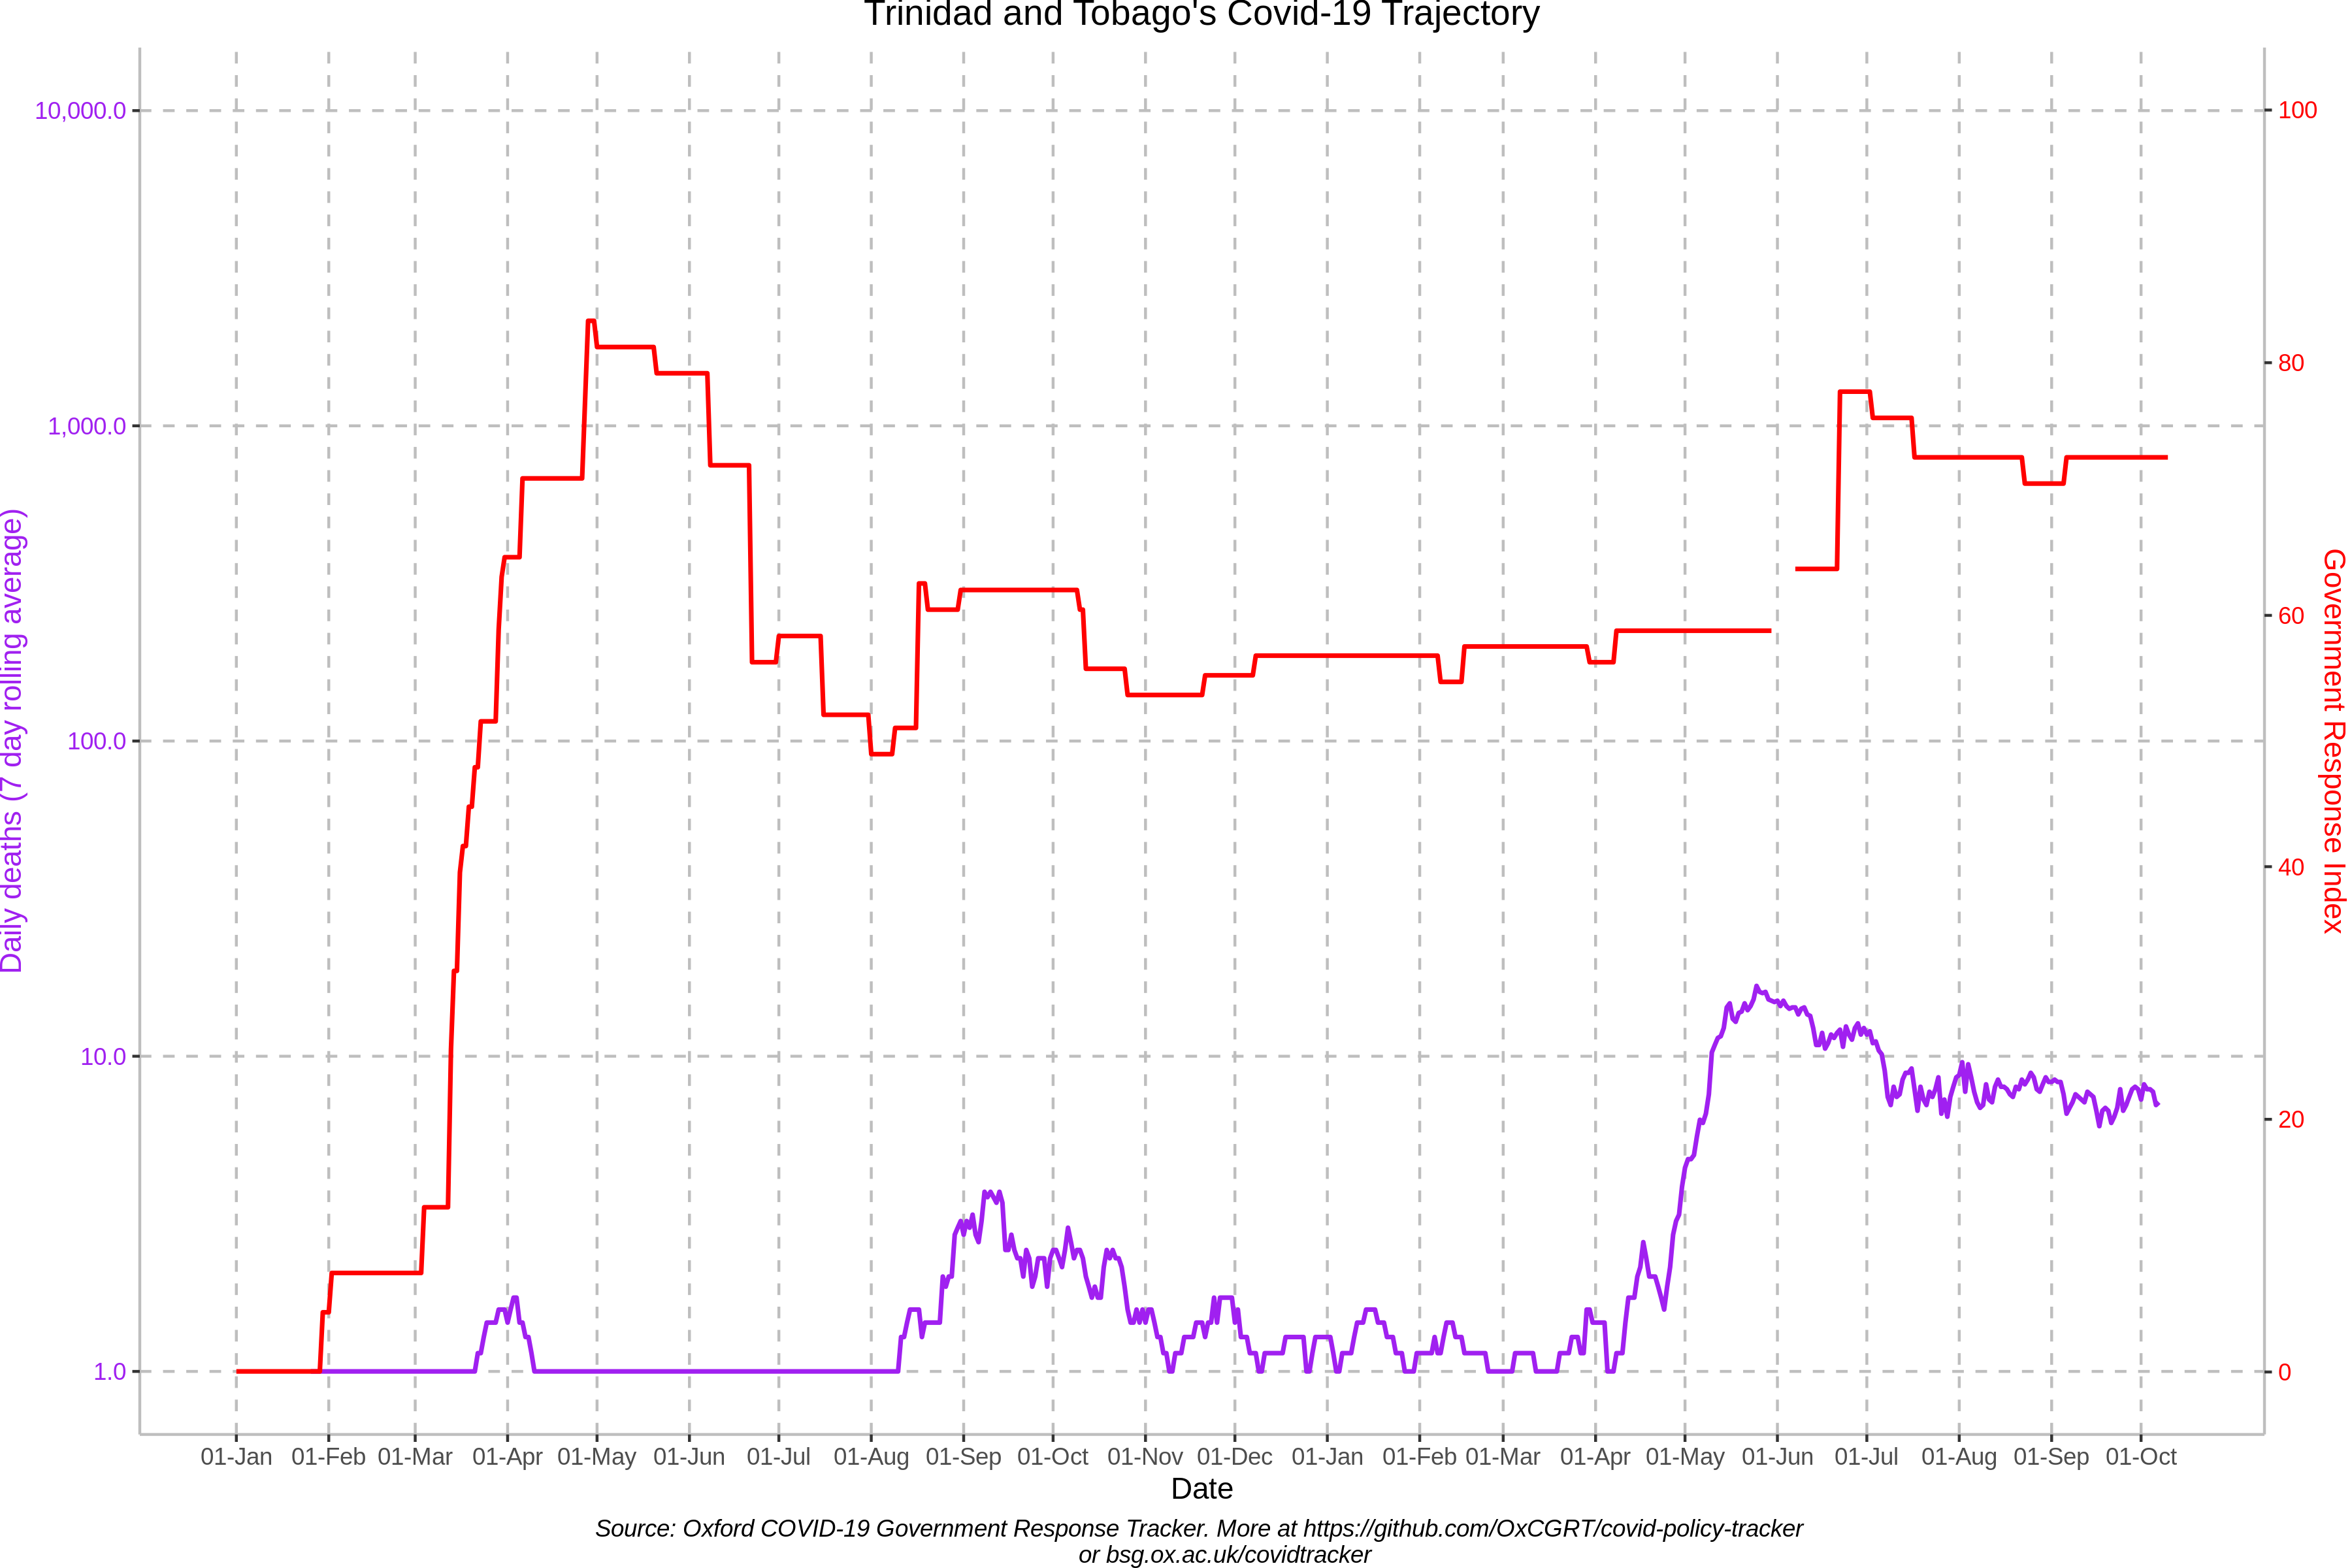 Trinidad and Tobago's Covid-19 Trajectory
10,000.0
1,000.0
100.0
10.0
1.0
Daily deaths (7 day rolling average)
100
80
60
40
20
0
Government Response Index
01-Jan 01-Feb 01-Mar 01-Apr 01-May 01-Jun 01-Jul 01-Aug 01-Sep 01-Oct 01-Nov 01-Dec 01-Jan 01-Feb 01-Mar 01-Apr 01-May 01-Jun 01-Jul 01-Aug 01-Sep 01-Oct
Date
Source: Oxford COVID-19 Government Response Tracker. More at https://github.com/OxCGRT/covid-policy-tracker
or bsg.ox.ac.uk/covidtracker